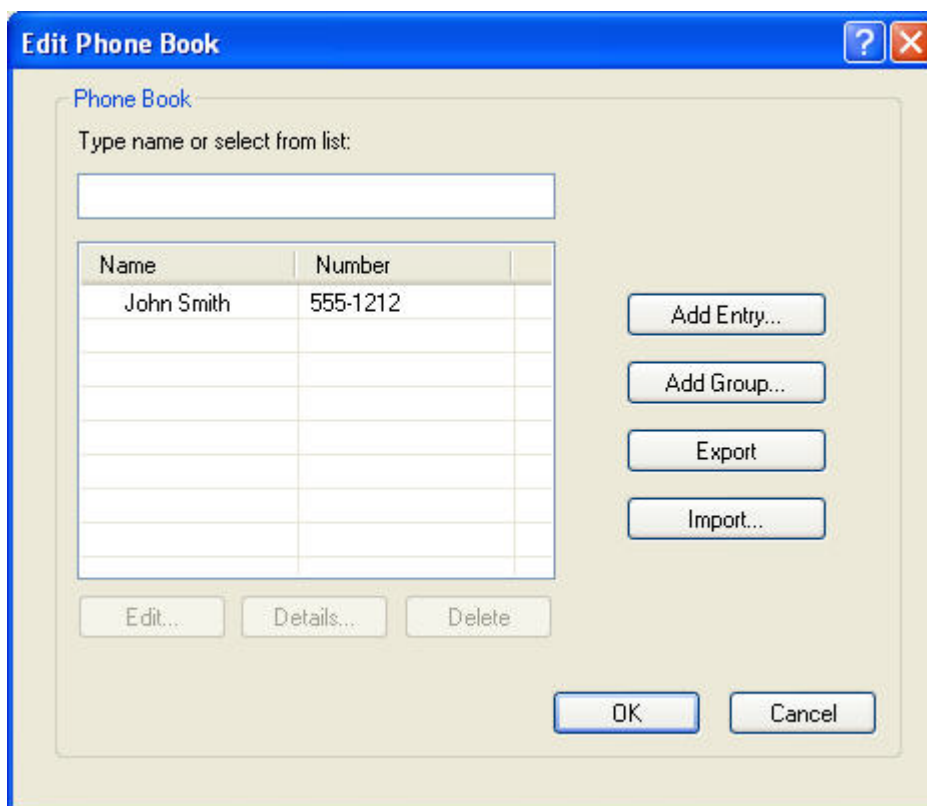 Edit Phone Book
Phone Book
Type name or select from list:
Name Number
John Smith 555-1212
Add Entry...
Add Group...
Export
Import...
Edit... Details... Delete
OK Cancel